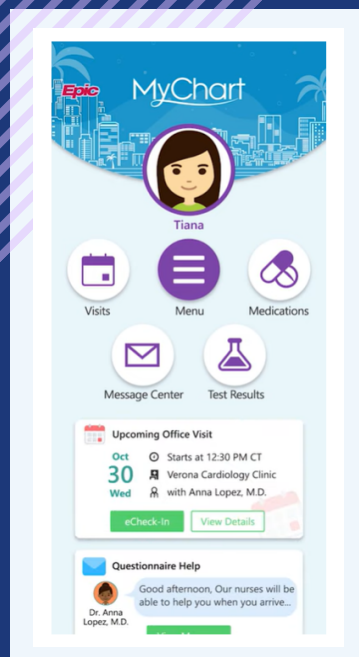 Epic
MyChart
Tiana
Visits
Menu
Medications
Message Center
Test Results
Upcoming Office Visit
Oct
30
Wed
Starts at 12:30 PM CT
Verona Cardiology Clinic
with Anna Lopez, M.D.
eCheck-In
View Details
Questionnaire Help
Dr. Anna
Lopez, M.D.
Good afternoon, Our nurses will be
able to help you when you arrive...